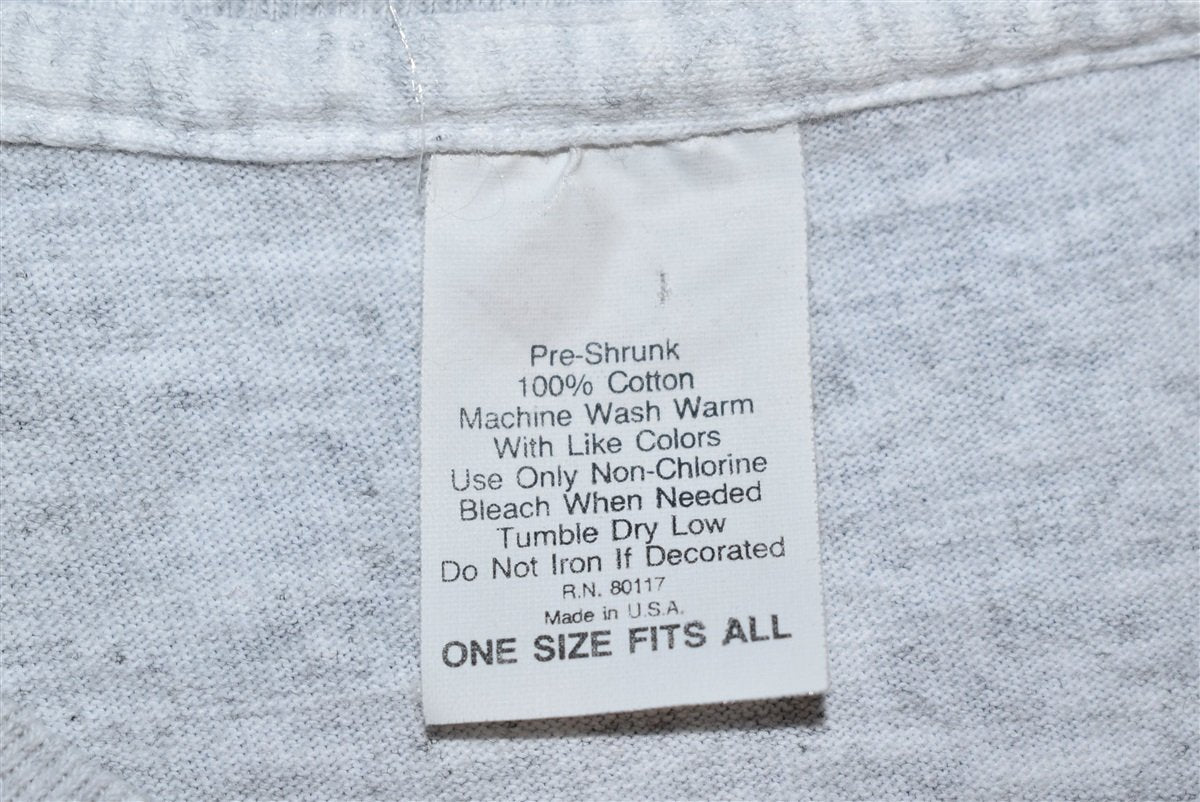 Pre-Shrunk
100% Cotton
Machine Wash Warm
With Like Colors
Use Only Non-Chlorine
Bleach When Needed
Tumble Dry Low
Do Not Iron If Decorated
R.N. 80117
Made in U.S.A.
ONE SIZE FITS ALL